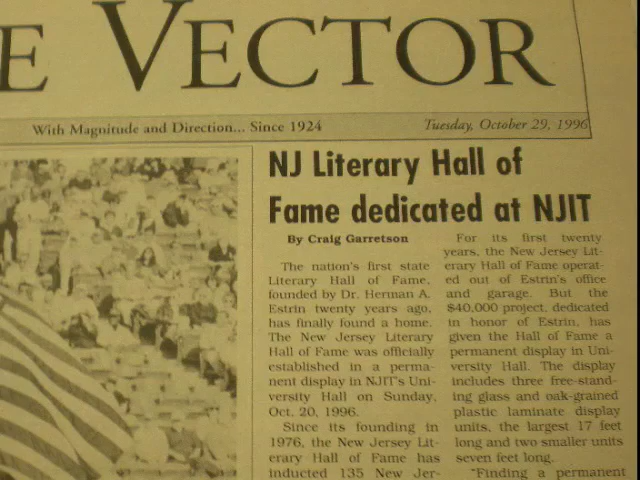 E VECTOR
With Magnitude and Direction... Since 1924
Tuesday, October 29, 1996
NJ Literary Hall of
Fame dedicated at NJIT
By Craig Garretson
The nation's first state
Literary Hall of Fame,
founded by Dr. Herman A.
Estrin twenty years ago,
has finally found a home.
The New Jersey Literary
Hall of Fame was officially
established in a perma-
nent display in NJIT's Uni-
versity Hall on Sunday,
Oct. 20, 1996.
Since its founding in
1976, the New Jersey Lit-
erary Hall of Fame has
inducted 135 New Jer-
For its first twenty
years, the New Jersey Lit-
erary Hall of Fame operat-
ed out of Estrin's office
and garage. But the
$40,000 project, dedicated
in honor of Estrin, has
given the Hall of Fame a
permanent display in Uni-
versity Hall. The display
includes three free-stand-
ing glass and oak-grained
plastic laminate display
units, the largest 17 feet
long and two smaller units
seven feet long.
"Finding a permanent